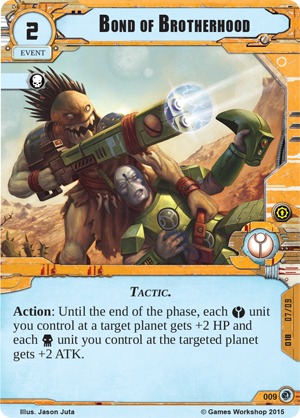 2
EVENT
BOND OF BROTHERHOOD
TACTIC.
Action: Until the end of the phase, each unit
you control at a target planet gets +2 HP and
each unit you control at the targeted planet
gets +2 ATK.
018 07/09
009
Illus. Jason Juta
© Games Workshop 2015